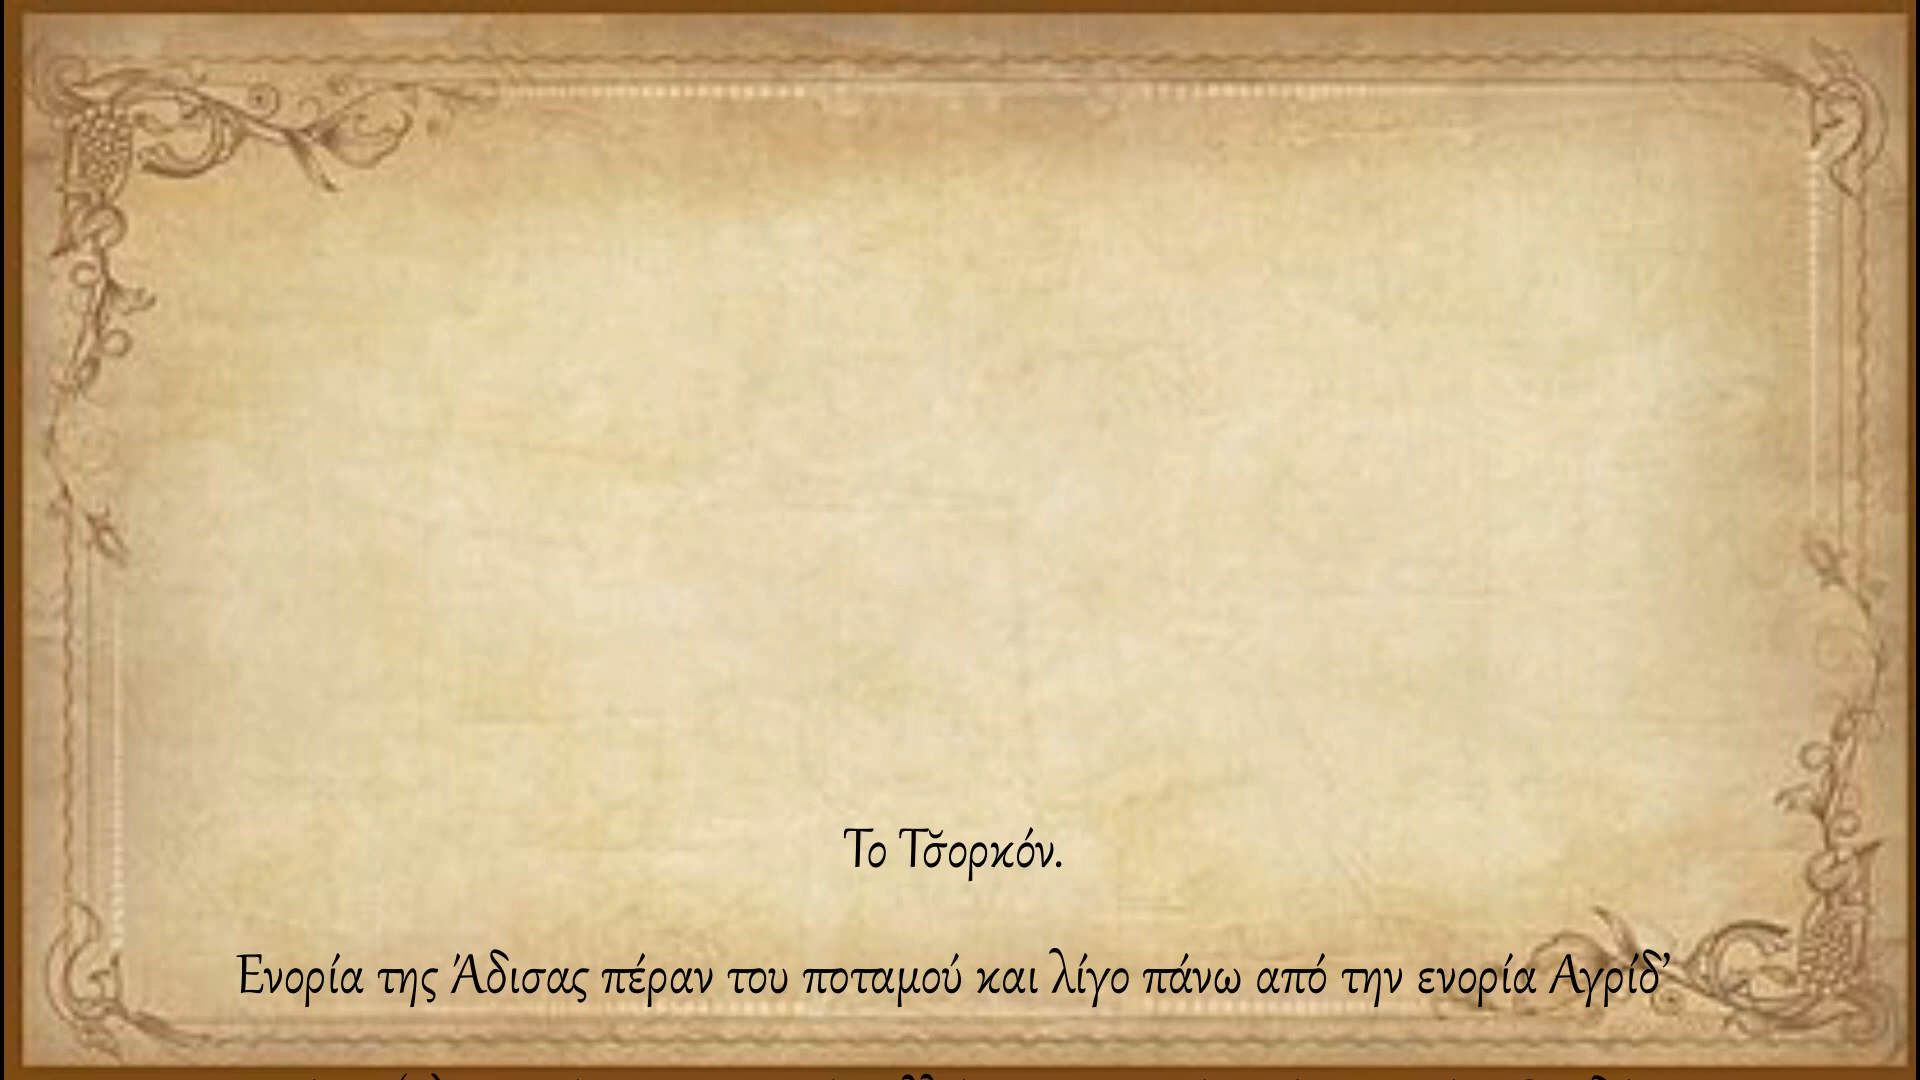 Το Τσ̆ορκόν.
Ενορία της Άδισας πέραν του ποταμού και λίγο πάνω από την ενορία Αγρίδ’